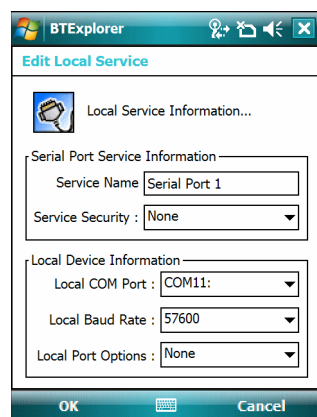 BTExplorer
Edit Local Service
Local Service Information...
Serial Port Service Information
Service Name Serial Port 1
Service Security : None
Local Device Information
Local COM Port : COM11:
Local Baud Rate : 57600
Local Port Options : None
OK Cancel